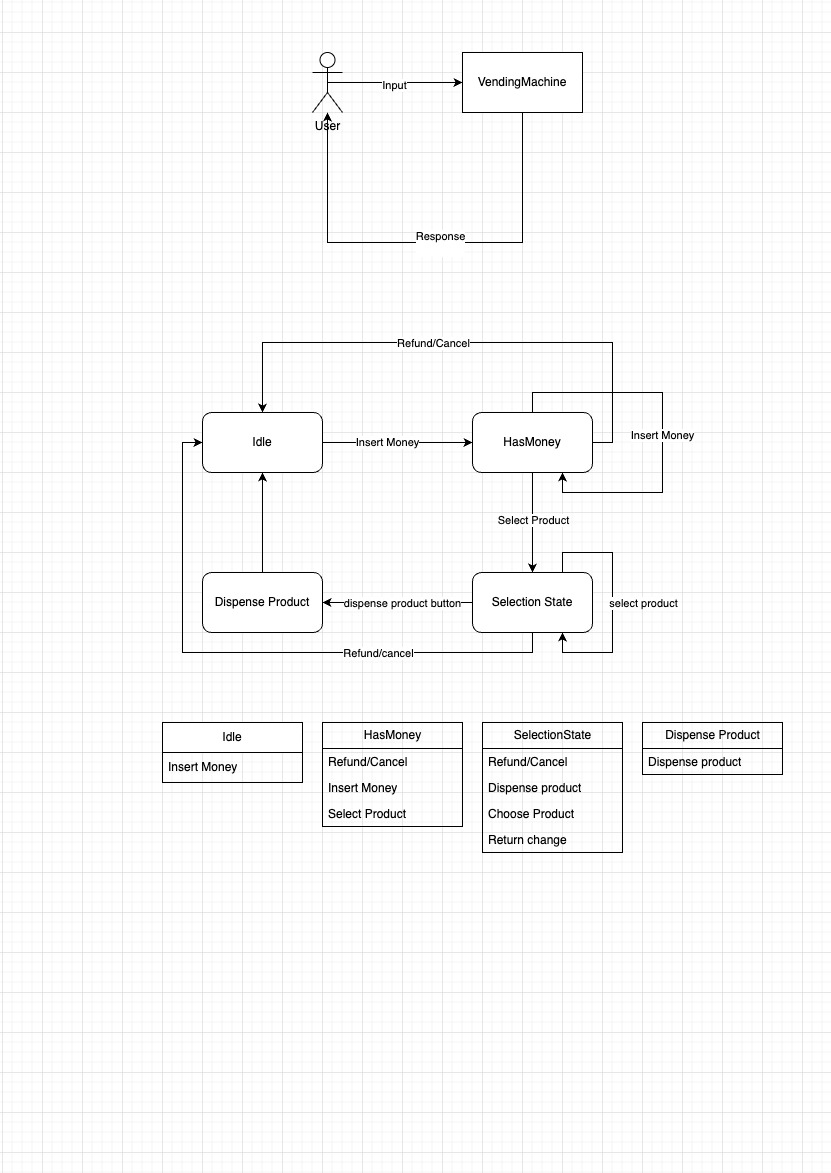 Input
VendingMachine
User
Response
Refund/Cancel
Idle
Insert Money
HasMoney
Insert Money
Select Product
Dispense Product
dispense product button
Selection State
select product
Refund/cancel
Idle
Insert Money
HasMoney
Refund/Cancel
Insert Money
Select Product
SelectionState
Refund/Cancel
Dispense product
Choose Product
Return change
Dispense Product
Dispense product